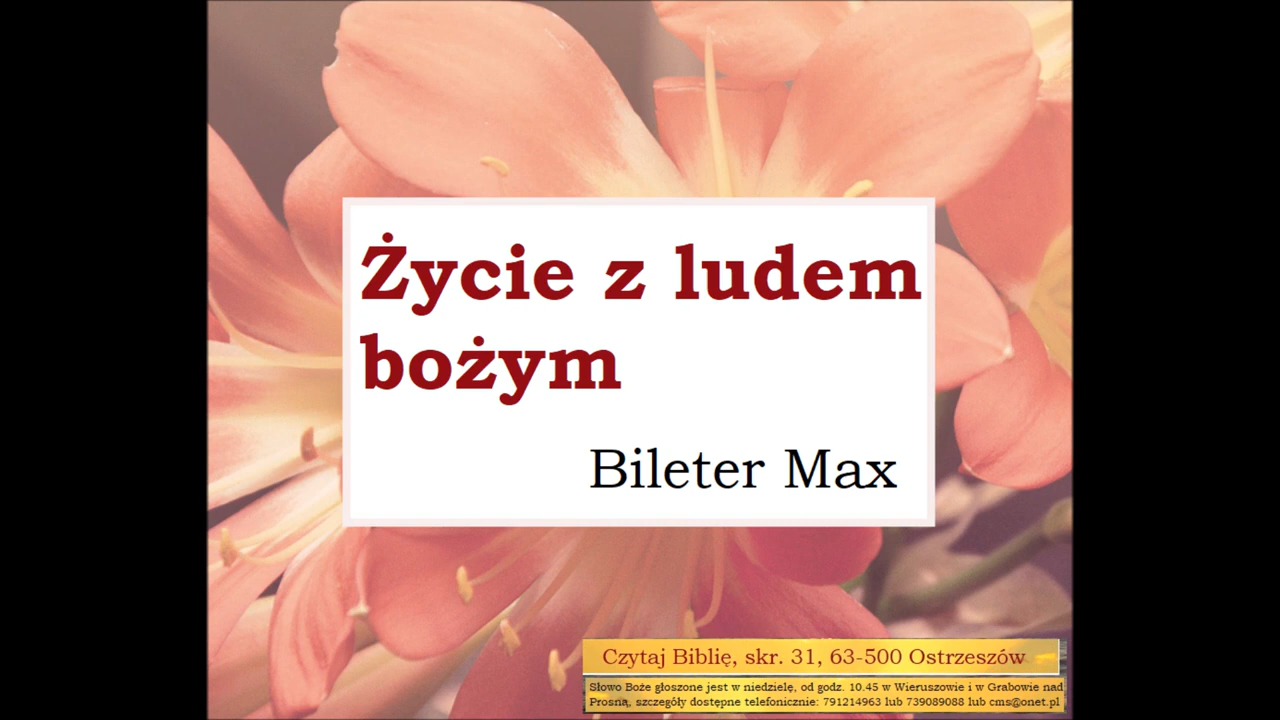 Życie z ludem
bożym
Bileter Max
Czytaj Biblię, skr. 31, 63-500 Ostrzeszów
Słowo Boże głoszone jest w niedzielę, od godz. 10.45 w Wieruszowie i w Grabowie nad
Prosną, szczegóły dostępne telefonicznie: 791214963 lub 739089088 lub cms@onet.pl